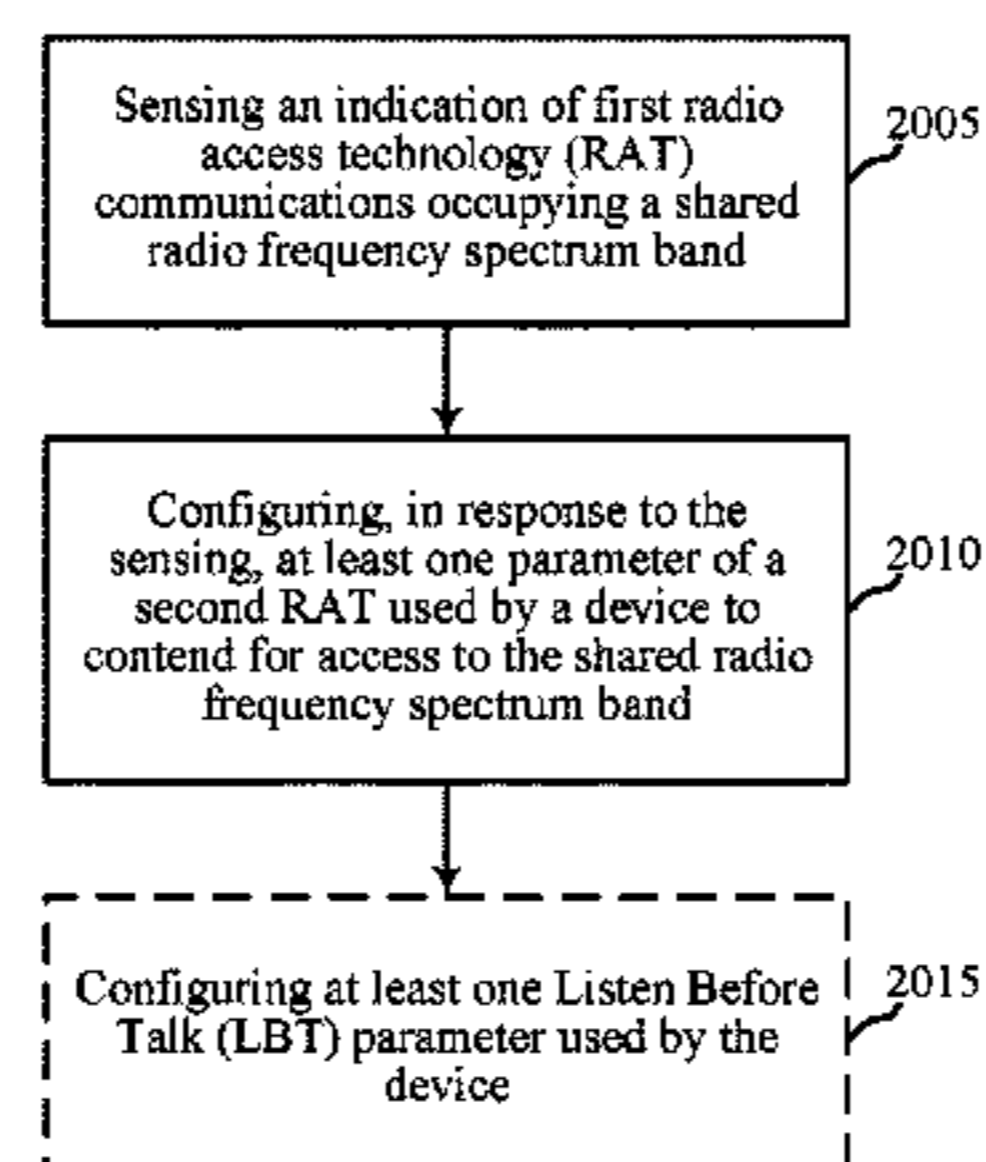 Sensing an indication of first radio
access technology (RAT)
communications occupying a shared
radio frequency spectrum band
2005
Configuring, in response to the
sensing, at least one parameter of a
second RAT used by a device to
contend for access to the shared radio
frequency spectrum band
2010
Configuring at least one Listen Before
Talk (LBT) parameter used by the
device
2015